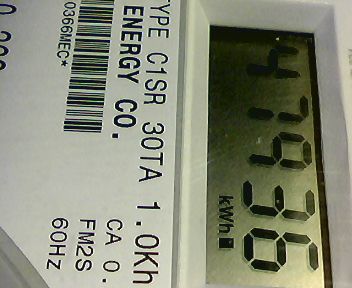 47936
kWh
YPE C1SR 30TA 1.0Kh
ENERGY CO.
CA 0.
FM2S
60HZ
0366MEC*